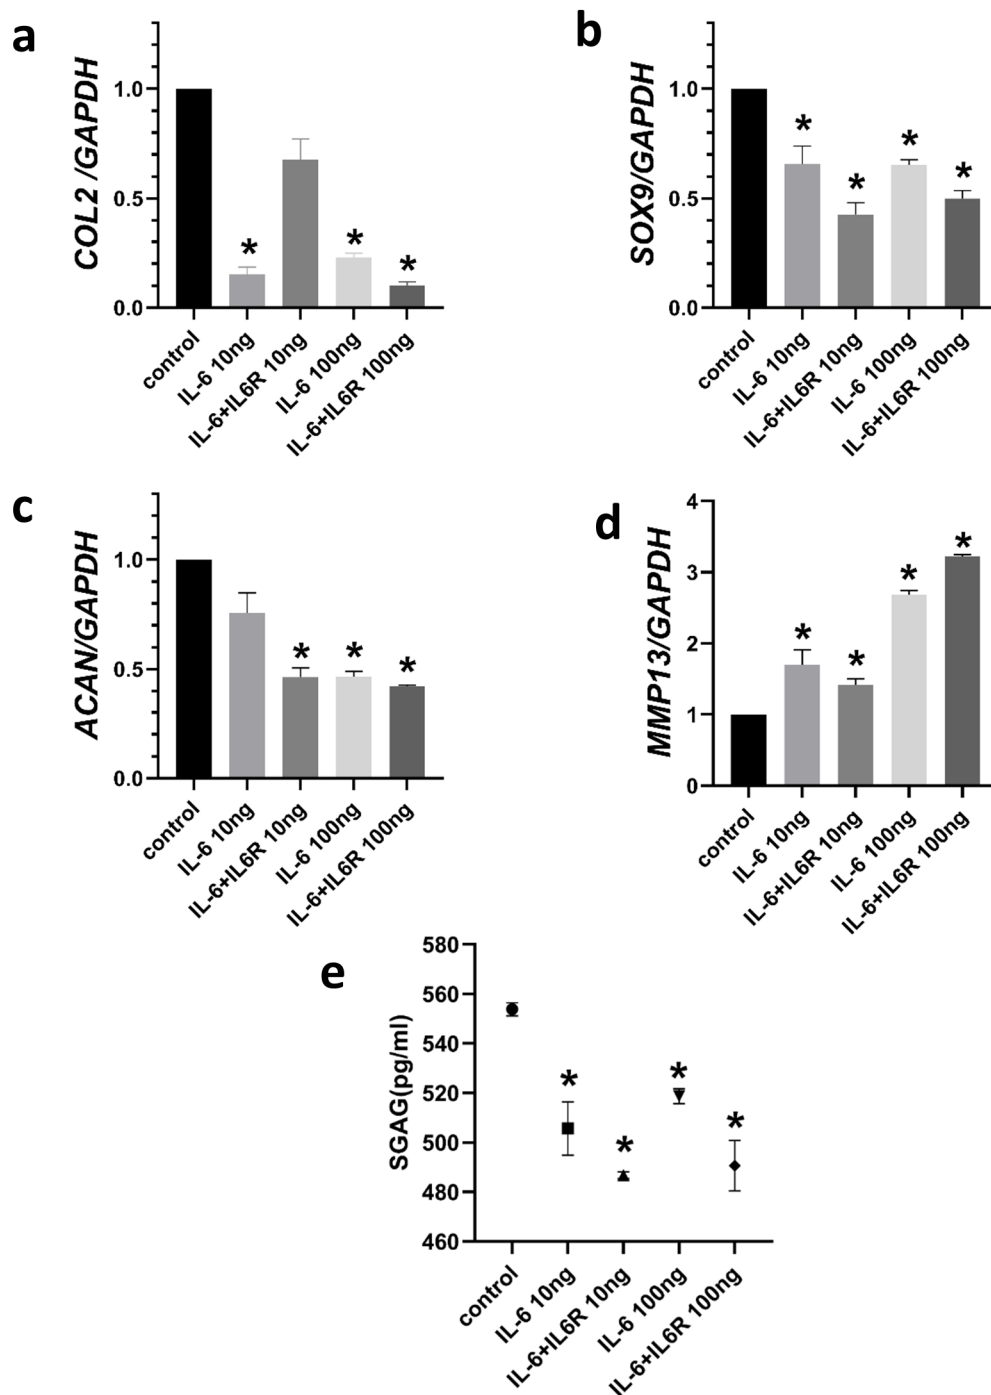 a
COL2 /GAPDH
1.0
0.5
0.0
*
*
*
control
IL-6 10ng
IL-6+IL6R 10ng
IL-6 100ng
IL-6+IL6R 100ng
b
SOX9/GAPDH
1.0
0.5
0.0
*
*
*
*
control
IL-6 10ng
IL-6+IL6R 10ng
IL-6 100ng
IL-6+IL6R 100ng
c
ACAN/GAPDH
1.0
0.5
0.0
*
*
*
control
IL-6 10ng
IL-6+IL6R 10ng
IL-6 100ng
IL-6+IL6R 100ng
d
MMP13/GAPDH
4
3
2
1
0
*
*
*
*
control
IL-6 10ng
IL-6+IL6R 10ng
IL-6 100ng
IL-6+IL6R 100ng
e
SGAG(pg/ml)
580
560
540
520
500
480
460
*
*
*
*
control
IL-6 10ng
IL-6+IL6R 10ng
IL-6 100ng
IL-6+IL6R 100ng